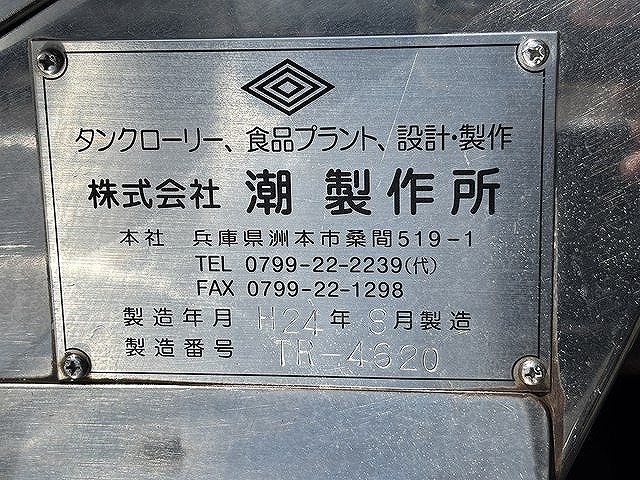 タンクローリー、食品プラント、設計・製作
株式会社 潮 製作所
本社 兵庫県洲本市桑間519-1
TEL 0799-22-2239(代)
FAX 0799-22-1298
製造年月 H24年 8月製造
製造番号 TR-4620